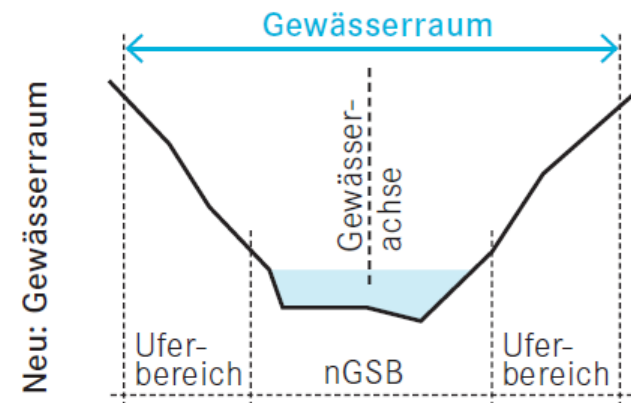 Gewässerraum
Neu: Gewässerraum
Gewässer-
achse
Ufer-
bereich
nGSB
Ufer-
bereich